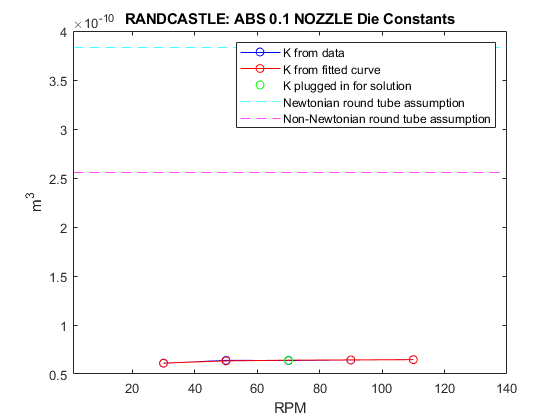 RANDCASTLE: ABS 0.1 NOZZLE Die Constants
×10⁻¹⁰
4
3.5
3
2.5
2
1.5
1
0.5
m³
K from data
K from fitted curve
K plugged in for solution
Newtonian round tube assumption
Non-Newtonian round tube assumption
20 40 60 80 100 120 140
RPM